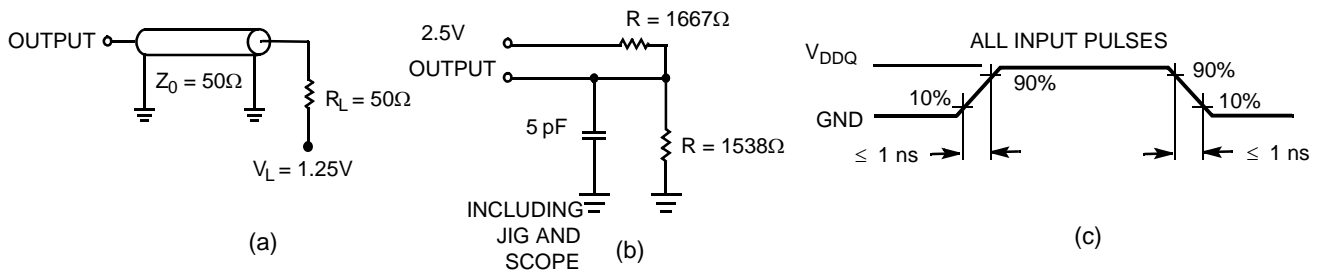 OUTPUT
Z0 = 50Ω
RL = 50Ω
VL = 1.25V
(a)
R = 1667Ω
2.5V
OUTPUT
5 pF
R = 1538Ω
INCLUDING
JIG AND
SCOPE
(b)
ALL INPUT PULSES
VDDQ
GND
10%
90%
90%
10%
≤ 1 ns
≤ 1 ns
(c)